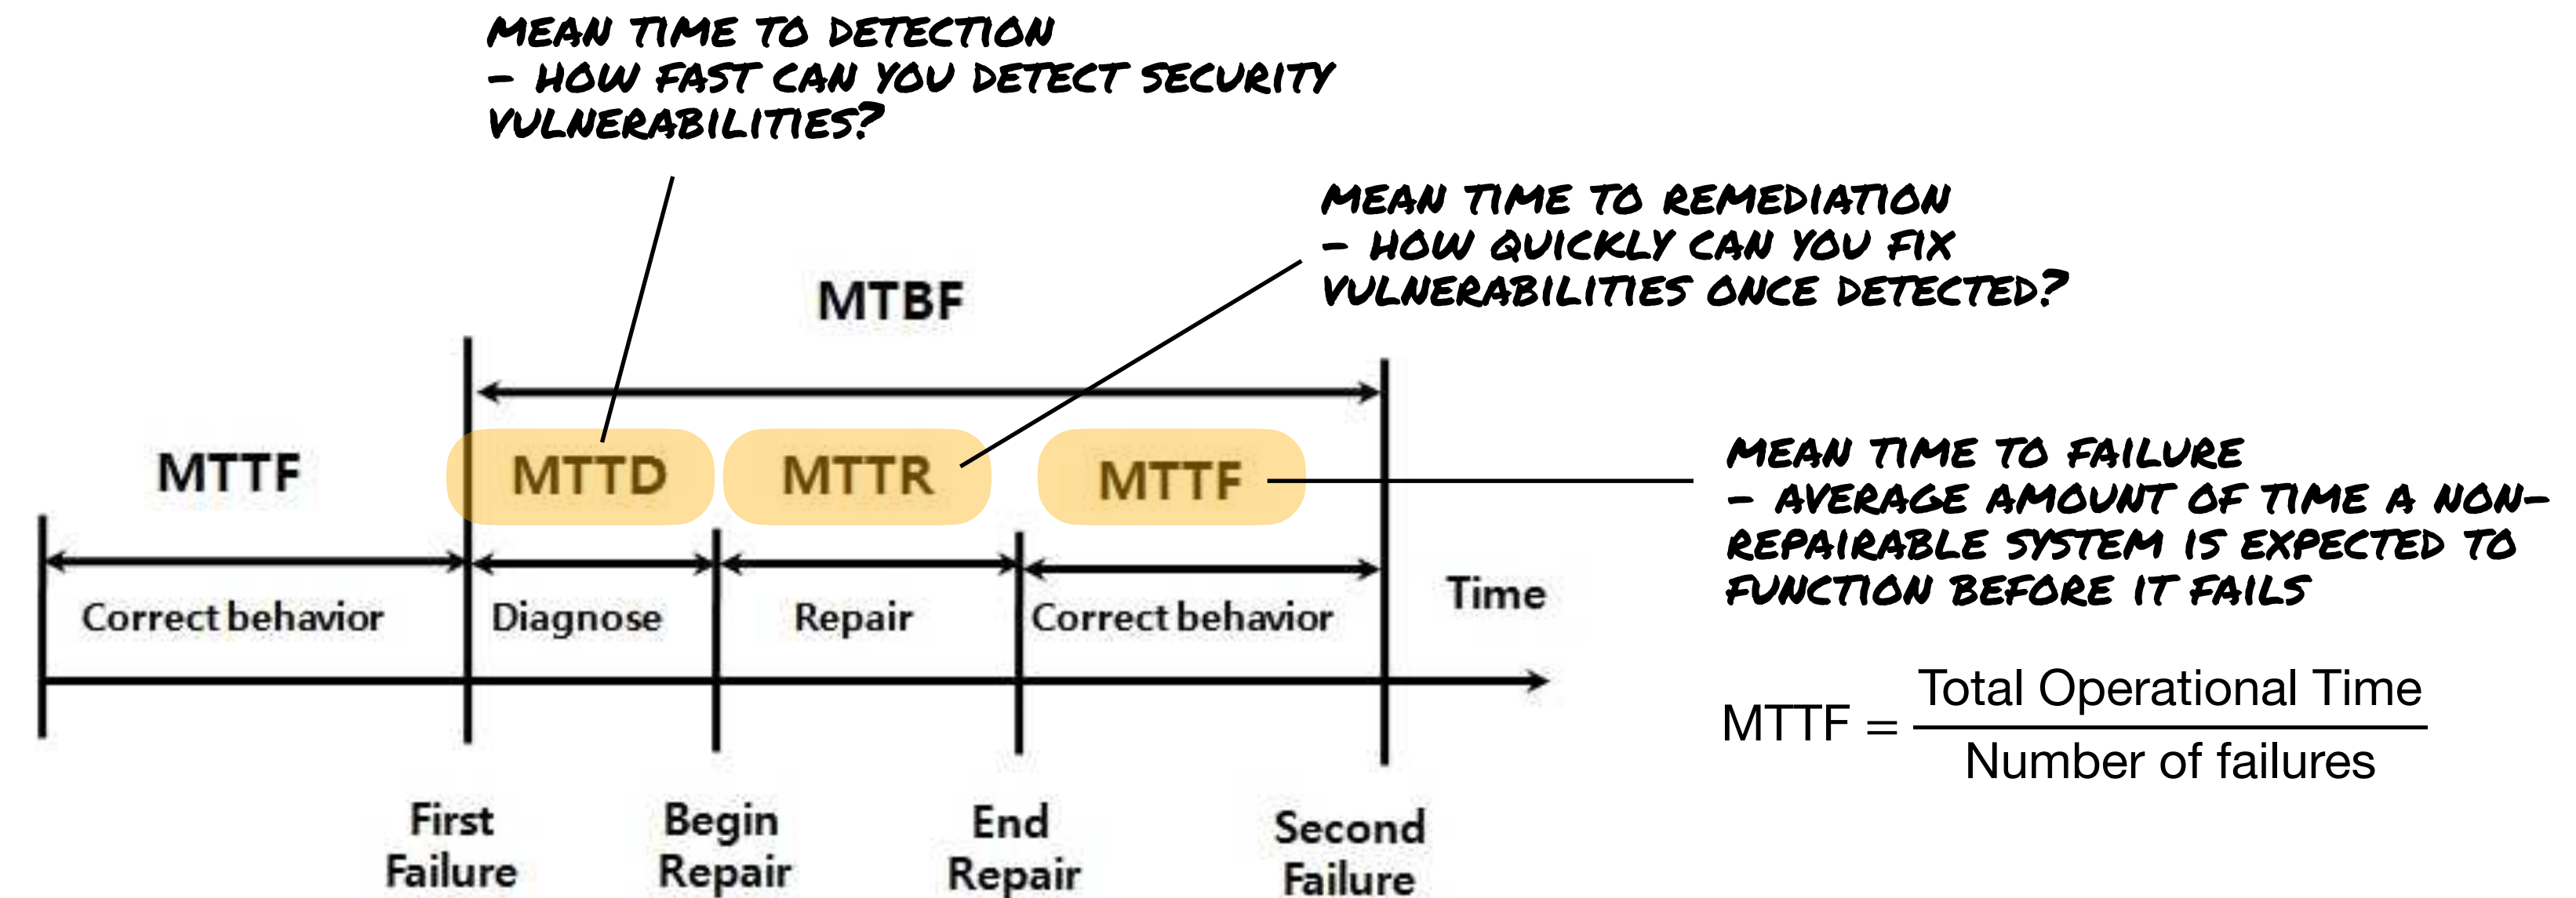 MEAN TIME TO DETECTION
- HOW FAST CAN YOU DETECT SECURITY
VULNERABILITIES?
MEAN TIME TO REMEDIATION
- HOW QUICKLY CAN YOU FIX
VULNERABILITIES ONCE DETECTED?
MTBF
MTTF
MTTD
MTTR
MTTF
MEAN TIME TO FAILURE
- AVERAGE AMOUNT OF TIME A NON-
REPAIRABLE SYSTEM IS EXPECTED TO
FUNCTION BEFORE IT FAILS
Correct behavior
Diagnose
Repair
Correct behavior
Time
MTTF = Total Operational Time
Number of failures
First
Failure
Begin
Repair
End
Repair
Second
Failure